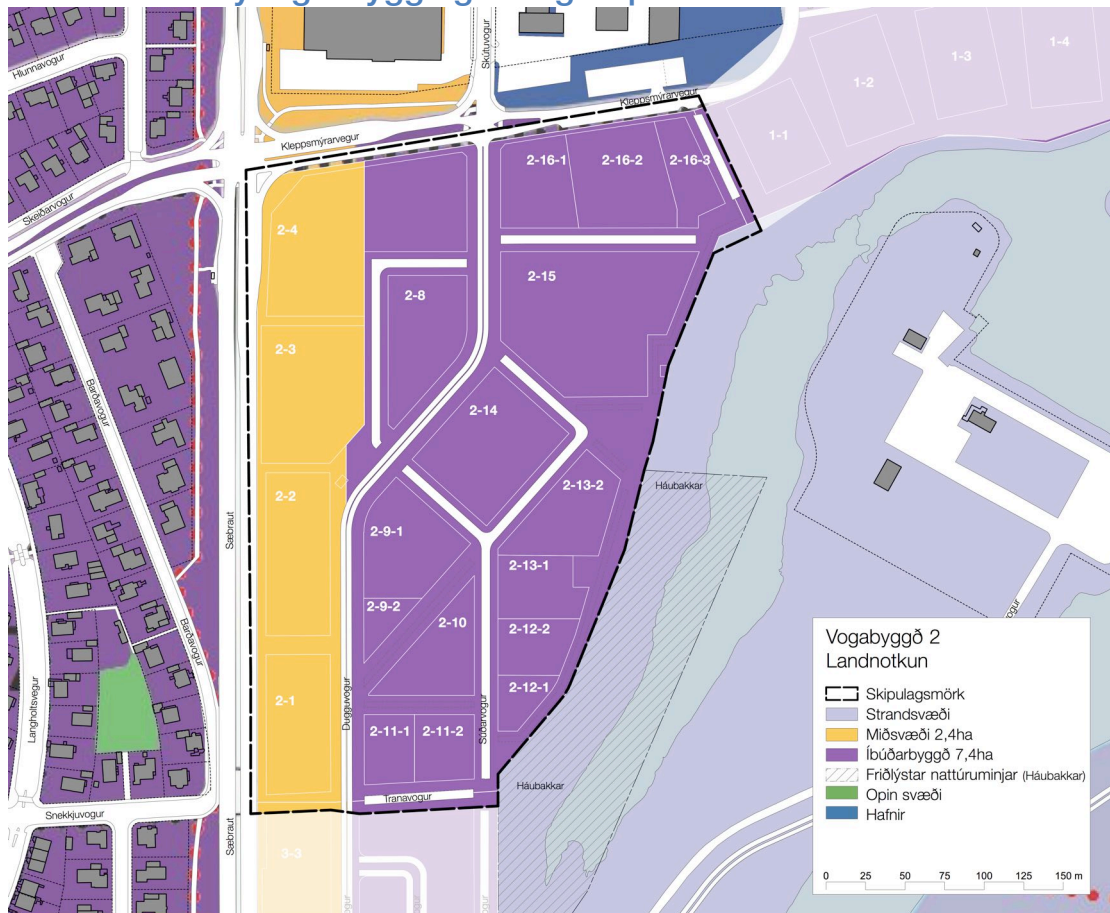 Hlunnavogur
Skútuvogur
1-4
1-3
1-2
1-1
Kleppsmýrarvegur
Kleppsmýrarvegur
Skeiðarvogur
2-16-1
2-16-2
2-16-3
2-4
2-15
2-8
2-3
Barðavogur
2-14
2-2
2-13-2
Háubakkar
Sæbraut
2-9-1
2-13-1
2-9-2
2-10
2-12-2
Barðavogur
2-1
2-12-1
Langholtsvegur
Dugguvogur
Súðarvogur
2-11-1
2-11-2
Háubakkar
Tranavogur
Snekkjuvogur
Sæbraut
3-3
Vogabyggð 2
Landnotkun
Skipulagsmörk
Strandsvæði
Miðsvæði 2,4ha
Íbúðarbyggð 7,4ha
Friðlýstar nattúruminjar (Háubakkar)
Opin svæði
Hafnir
0 25 50 75 100 150 m